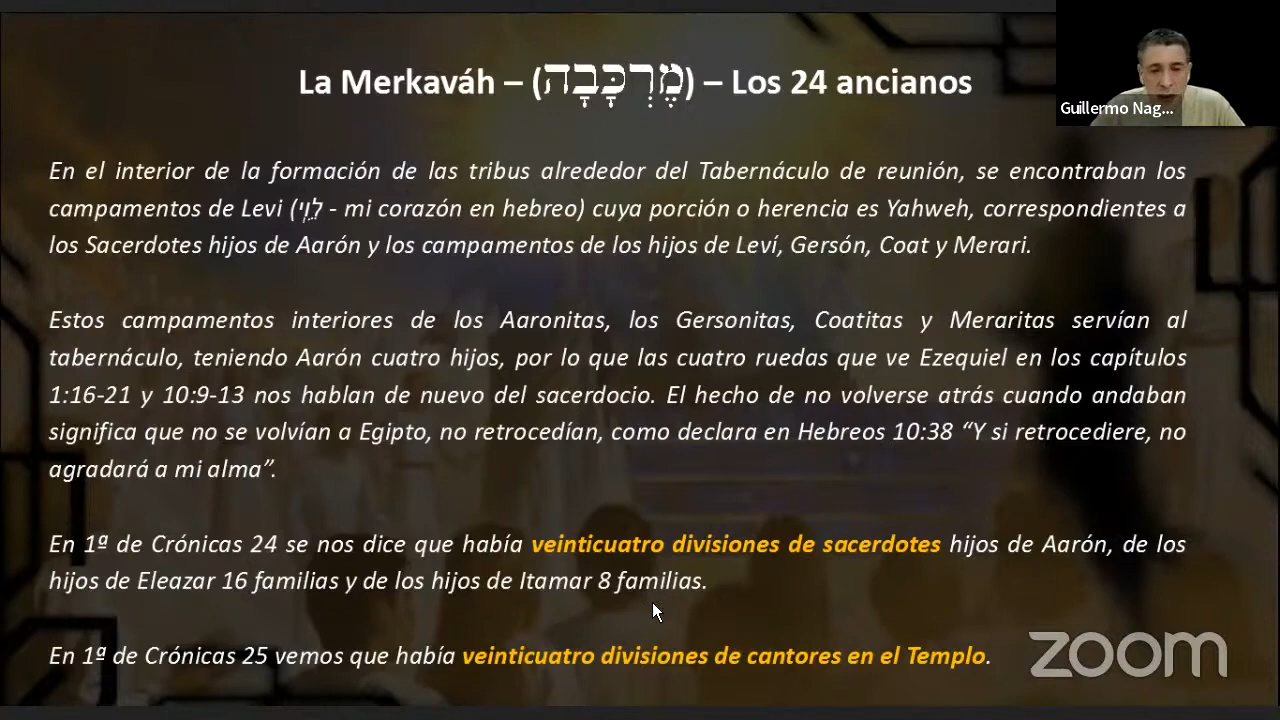 La Merkaváh – (מֶרְכָּבָה) – Los 24 ancianos
Guillermo Nag...
En el interior de la formación de las tribus alrededor del Tabernáculo de reunión, se encontraban los
campamentos de Levi (לִוִי - mi corazón en hebreo) cuya porción o herencia es Yahweh, correspondientes a
los Sacerdotes hijos de Aarón y los campamentos de los hijos de Leví, Gersón, Coat y Merari.
Estos campamentos interiores de los Aaronitas, los Gersonitas, Coatitas y Meraritas servían al
tabernáculo, teniendo Aarón cuatro hijos, por lo que las cuatro ruedas que ve Ezequiel en los capítulos
1:16-21 y 10:9-13 nos hablan de nuevo del sacerdocio. El hecho de no volverse atrás cuando andaban
significa que no se volvían a Egipto, no retrocedían, como declara en Hebreos 10:38 “Y si retrocediere, no
agradará a mi alma”.
En 1ª de Crónicas 24 se nos dice que había veinticuatro divisiones de sacerdotes hijos de Aarón, de los
hijos de Eleazar 16 familias y de los hijos de Itamar 8 familias.
En 1ª de Crónicas 25 vemos que había veinticuatro divisiones de cantores en el Templo.
zoom